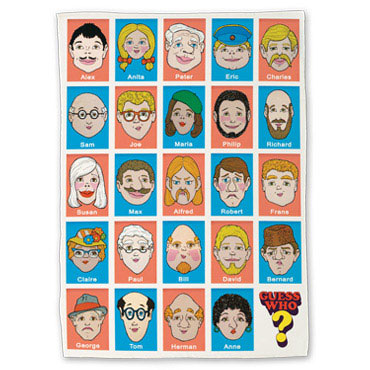 Alex Anita Peter Eric Charles
Sam Joe Maria Philip Richard
Susan Max Alfred Robert Frans
Claire Paul Bill David Bernard
George Tom Herman Anne
GUESS
WHO
?